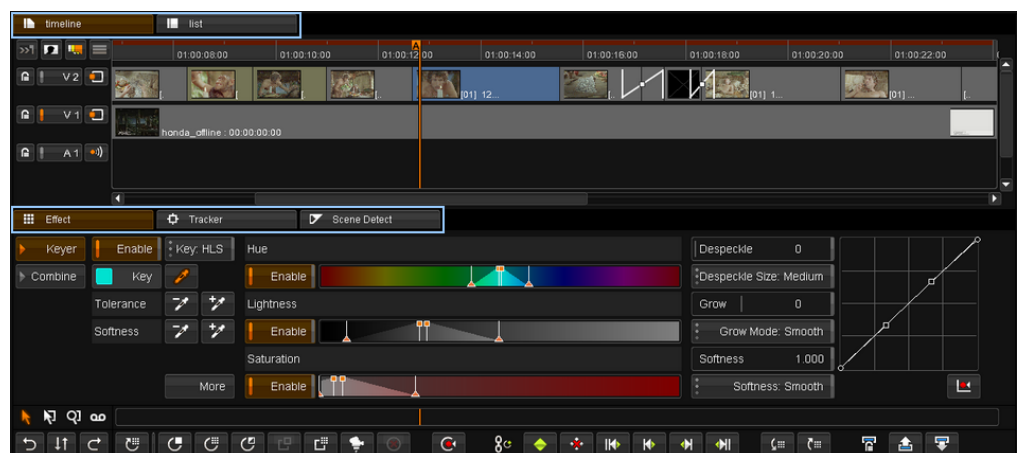 timeline list
01:00:08:00 01:00:10:00 01:00:12:00 01:00:14:00 01:00:16:00 01:00:18:00 01:00:20:00 01:00:22:00
A
V 2
[01] 12... [01] 1... [01] ...
V 1
honda_offline : 00:00:00:00
A 1
Effect Tracker Scene Detect
Keyer Enable Key: HLS Hue Despeckle 0
Combine Key Enable Despeckle Size: Medium
Tolerance Lightness Grow 0
Softness Enable Grow Mode: Smooth
Saturation Softness 1.000
More Enable Softness: Smooth